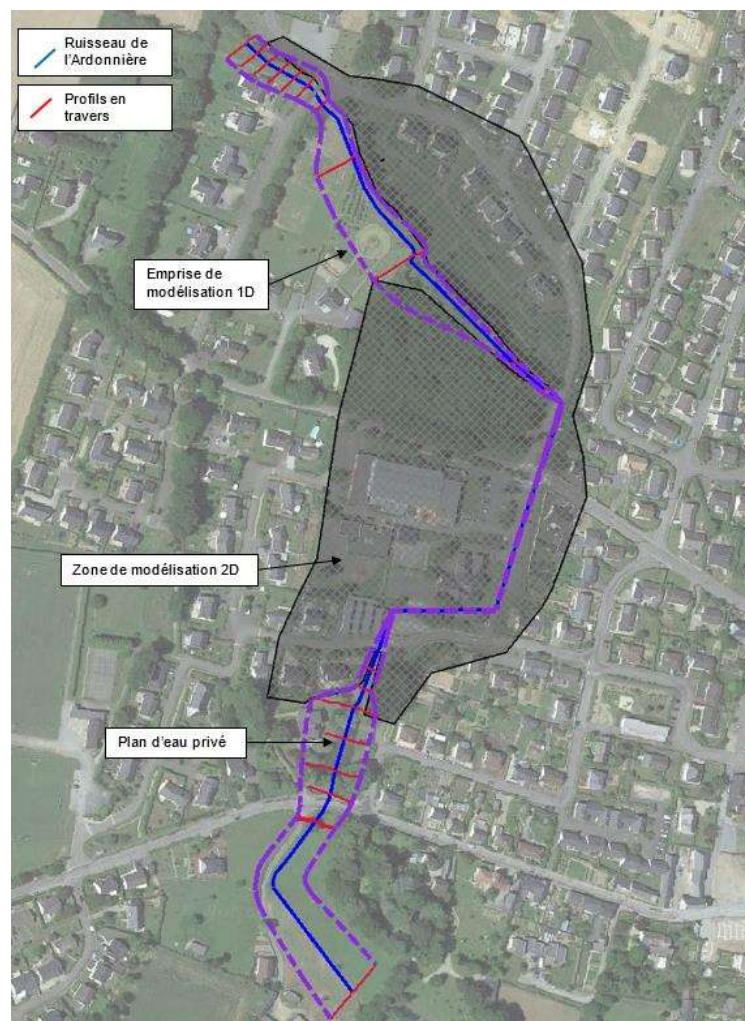 Ruisseau de
l'Ardonnière
Profils en
travers
Emprise de
modélisation 1D
Zone de modélisation 2D
Plan d'eau privé